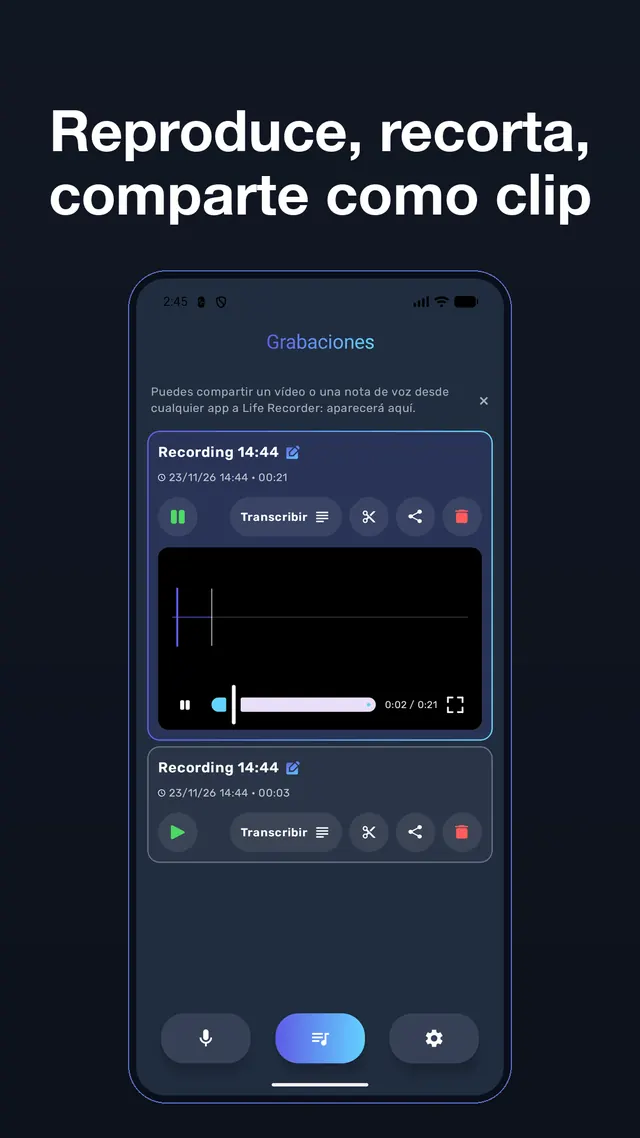 Reproduce, recorta,
comparte como clip
2.45
Grabaciones
Puedes compartir un vídeo o una nota de voz desde
cualquier app a Life Recorder: aparecerá aquí.
Recording 14:44
23/11/26 14:44 • 00:21
Transcribir
0:02 / 0:21
Recording 14:44
23/11/26 14:44 • 00:03
Transcribir